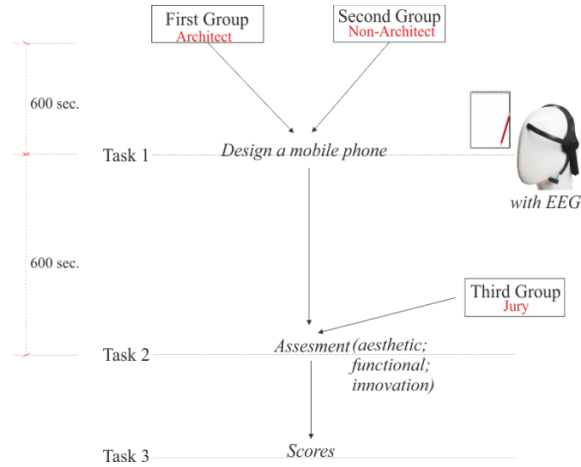 First Group
Architect
Second Group
Non-Architect
600 sec.
Task 1
Design a mobile phone
with EEG
600 sec.
Third Group
Jury
Task 2
Assesment (aesthetic;
functional;
innovation)
Task 3
Scores